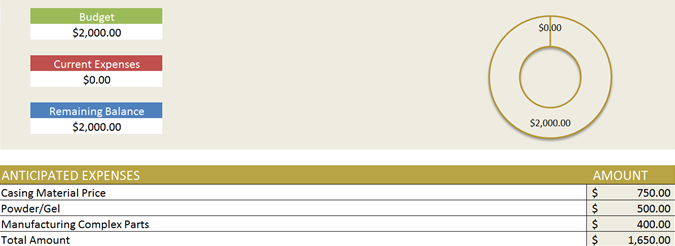 Budget
$2,000.00
Current Expenses
$0.00
Remaining Balance
$2,000.00
$0.00
$2,000.00
ANTICIPATED EXPENSES AMOUNT
Casing Material Price $ 750.00
Powder/Gel $ 500.00
Manufacturing Complex Parts $ 400.00
Total Amount $ 1,650.00